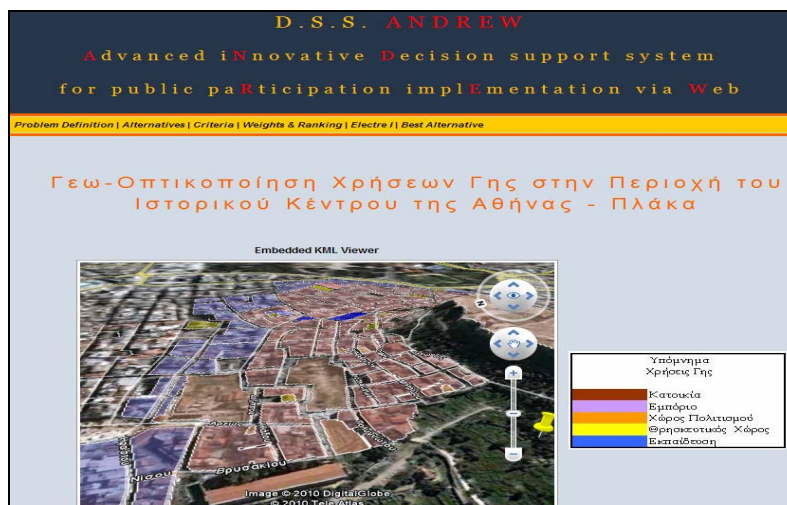 D.S.S. ANDREW
Advanced iNnovative Decision support system
for public paRticipation implEmentation via Web
Problem Definition | Alternatives | Criteria | Weights & Ranking | Electre I | Best Alternative
Γεω-Οπτικοποίηση Χρήσεων Γης στην Περιοχή του
Ιστορικού Κέντρου της Αθήνας - Πλάκα
Embedded KML Viewer
N
Υπόμνημα
Χρήσεις Γης
Κατοικία
Εμπόριο
Χώρος Πολιτισμού
Θρησκευτικός Χώρος
Εκπαίδευση
Νίσου
Βρυσακίου
Image © 2010 DigitalGlobe
© 2010 Tele Atlas